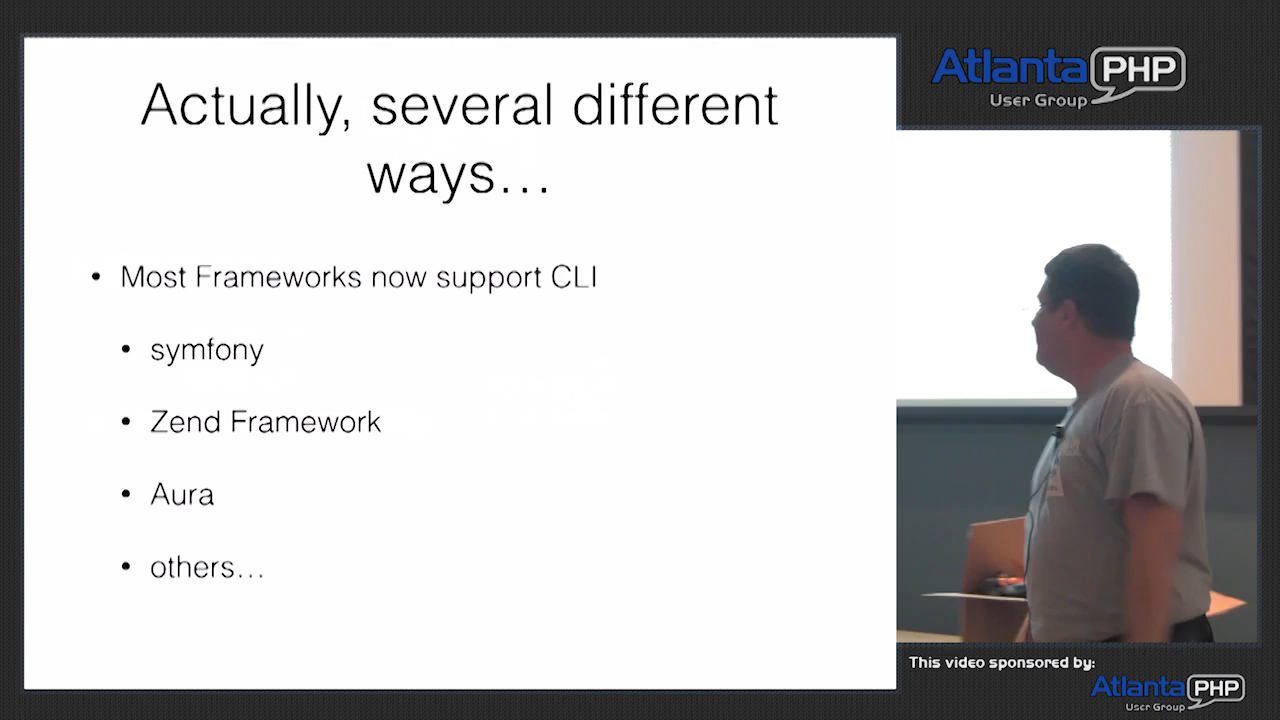 Actually, several different
ways…
• Most Frameworks now support CLI
• symfony
• Zend Framework
• Aura
• others…
Atlanta PHP
User Group
This video sponsored by:
Atlanta PHP
User Group